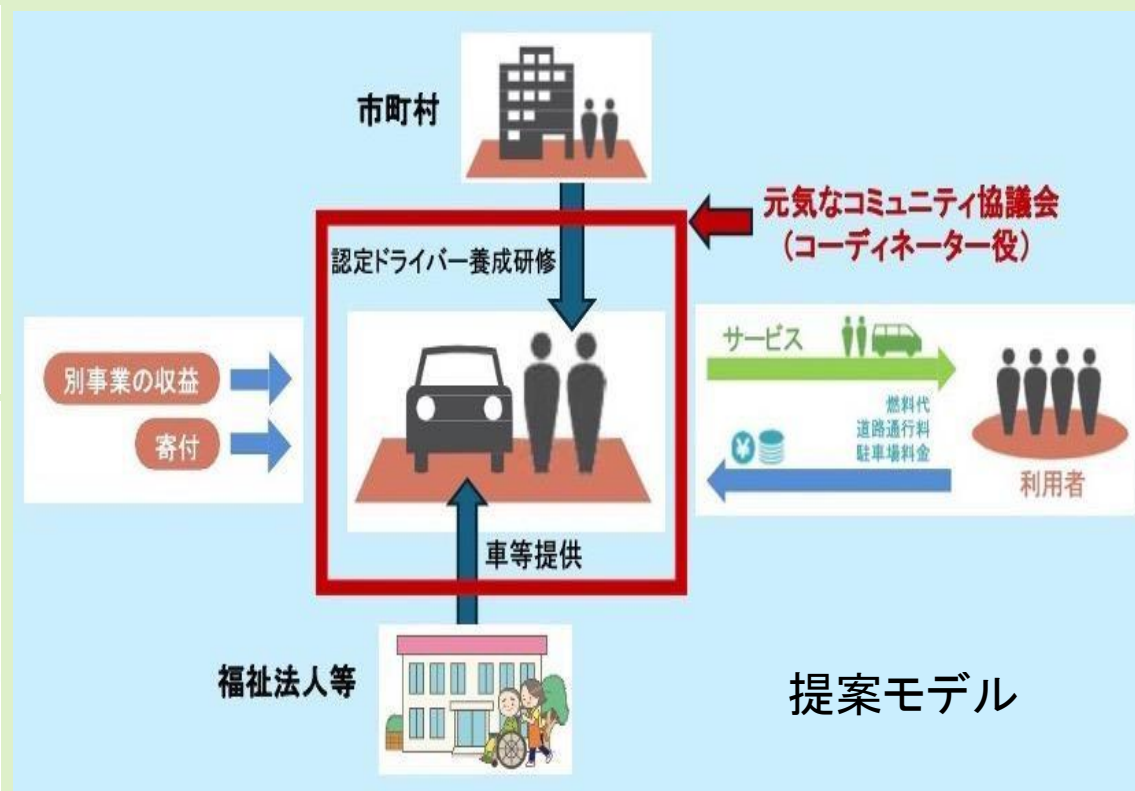 市町村
元気なコミュニティ協議会
（コーディネーター役）
認定ドライバー養成研修
別事業の収益
寄付
サービス
燃料代
道路通行料
駐車場料金
¥
利用者
車等提供
福祉法人等
提案モデル